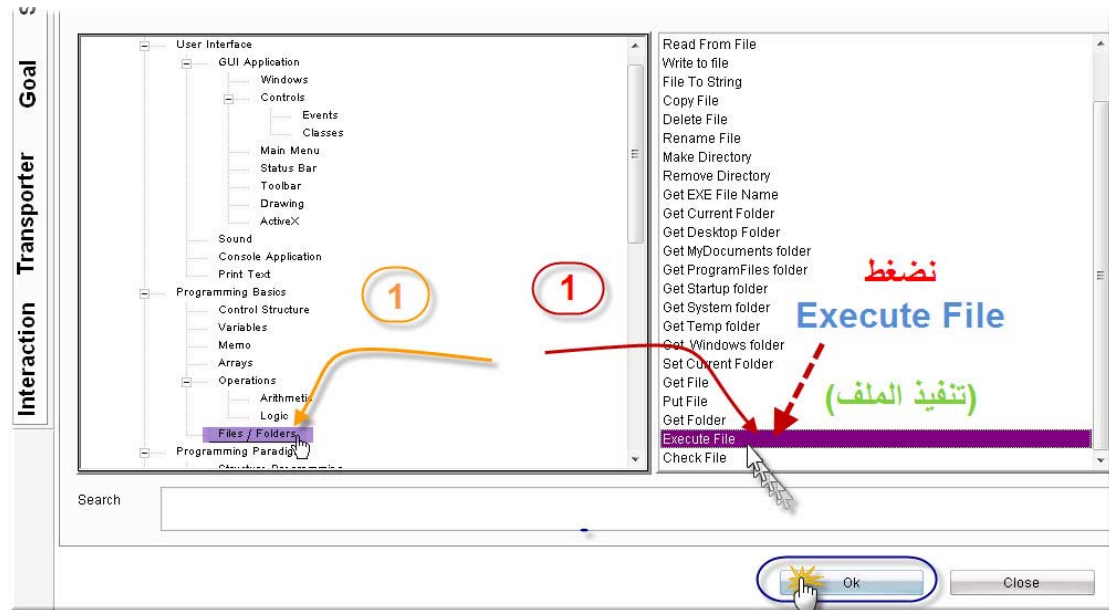 Goal
Transporter
Interaction
User Interface
GUI Application
Windows
Controls
Events
Classes
Main Menu
Status Bar
Toolbar
Drawing
ActiveX
Sound
Console Application
Print Text
Programming Basics
Control Structure
Variables
Memo
Arrays
Operations
Arithmetic
Logic
Files / Folders
Programming Paradig
Structure Programming
1
1
Read From File
Write to file
File To String
Copy File
Delete File
Rename File
Make Directory
Remove Directory
Get EXE File Name
Get Current Folder
Get Desktop Folder
Get MyDocuments folder
Get ProgramFiles folder
Get Startup folder
Get System folder
Get Temp folder
Get Windows folder
Set Current Folder
Get File
Put File
Get Folder
Execute File
Check File
نضغط
Execute File
(تنفيذ الملف)
Search
Ok
Close